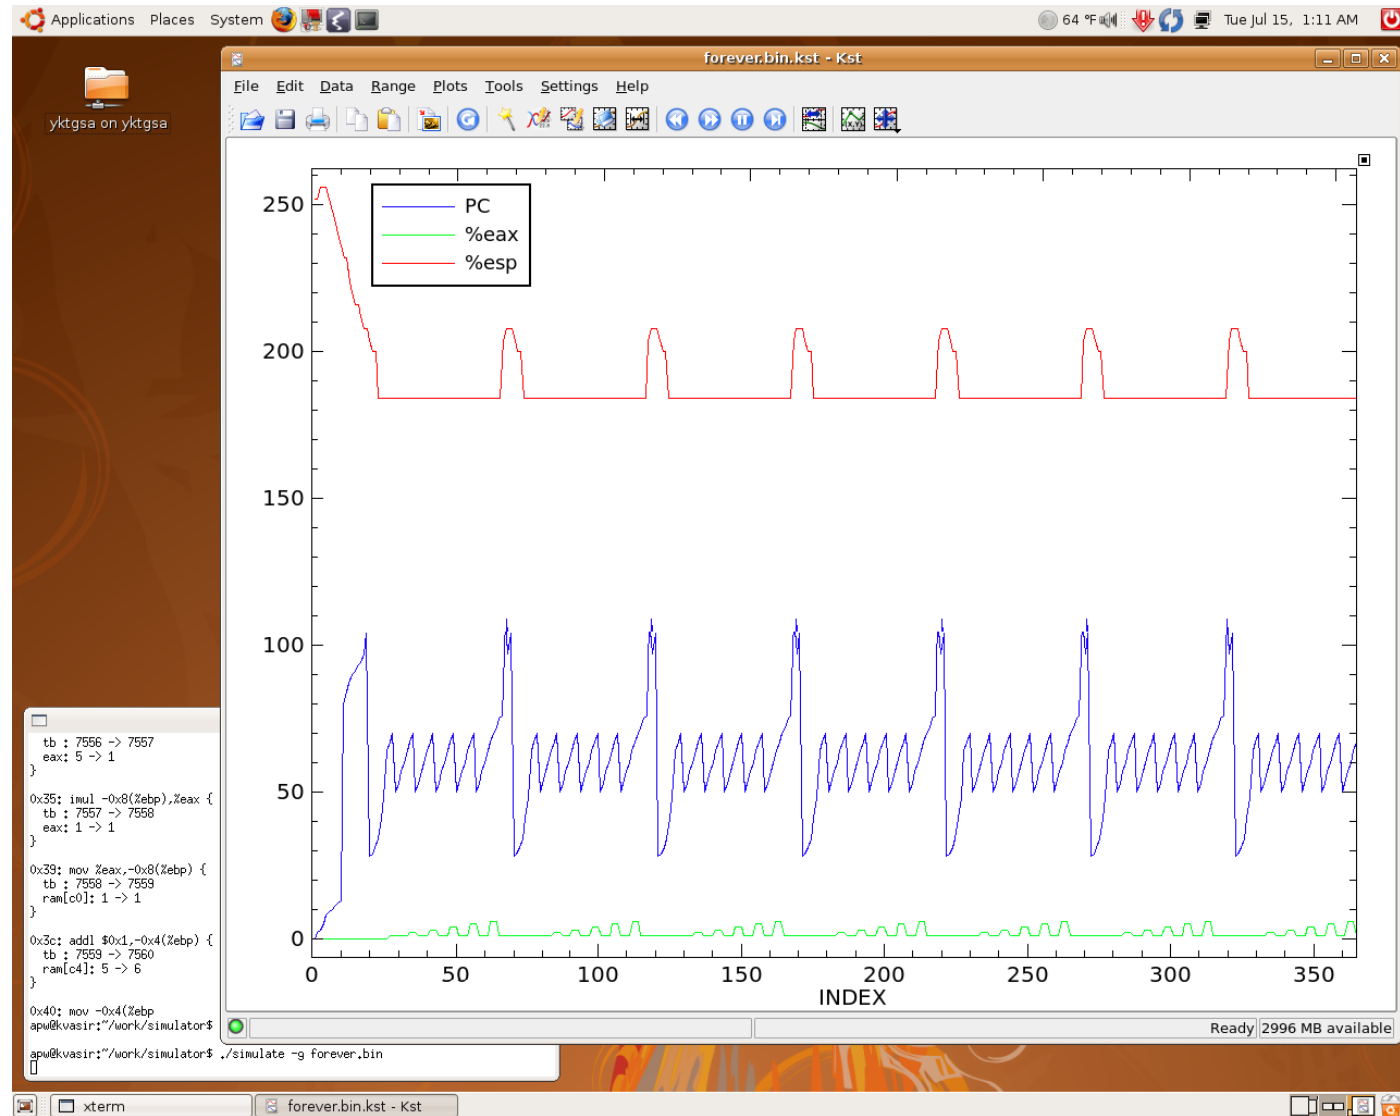 Applications Places System
64 °F
Tue Jul 15, 1:11 AM
yktgsa on yktgsa
forever.bin.kst - Kst
File Edit Data Range Plots Tools Settings Help
PC
%eax
%esp
250
200
150
100
50
0
0 50 100 150 200 250 300 350
INDEX
Ready 2996 MB available
tb : 7556 -> 7557
eax: 5 -> 1
}
0x35: imul -0x8(%ebp),%eax {
tb : 7557 -> 7558
eax: 1 -> 1
}
0x39: mov %eax,-0x8(%ebp) {
tb : 7558 -> 7559
ram[c0]: 1 -> 1
}
0x3c: addl $0x1,-0x4(%ebp) {
tb : 7559 -> 7560
ram[c4]: 5 -> 6
}
0x40: mov -0x4(%ebp
apw@kvasir:~/work/simulator$
apw@kvasir:~/work/simulator$ ./simulate -g forever.bin
xterm
forever.bin.kst - Kst